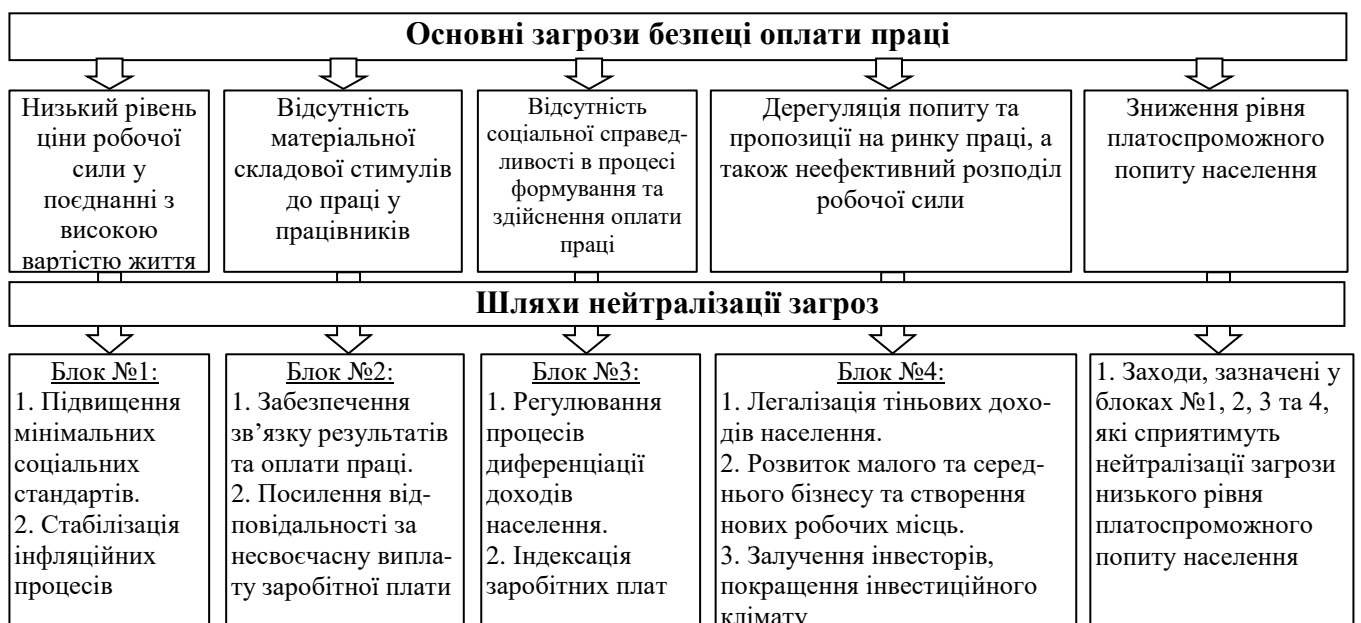 Основні загрози безпеці оплати праці
Низький рівень
ціни робочої
сили у
поєднанні з
високою
вартістю життя
Відсутність
матеріальної
складової стимулів
до праці у
працівників
Відсутність
соціальної справед-
ливості в процесі
формування та
здійснення оплати
праці
Дерегуляція попиту та
пропозиції на ринку праці, а
також неефективний розподіл
робочої сили
Зниження рівня
платоспроможного
попиту населення
Шляхи нейтралізації загроз
Блок №1:
1. Підвищення
мінімальних
соціальних
стандартів.
2. Стабілізація
інфляційних
процесів
Блок №2:
1. Забезпечення
зв’язку результатів
та оплати праці.
2. Посилення від-
повідальності за
несвоєчасну випла-
ту заробітної плати
Блок №3:
1. Регулювання
процесів
диференціації
доходів
населення.
2. Індексація
заробітних плат
Блок №4:
1. Легалізація тіньових дохо-
дів населення.
2. Розвиток малого та серед-
нього бізнесу та створення
нових робочих місць.
3. Залучення інвесторів,
покращення інвестиційного
клімату
1. Заходи, зазначені у
блоках №1, 2, 3 та 4,
які сприятимуть
нейтралізації загрози
низького рівня
платоспроможного
попиту населення